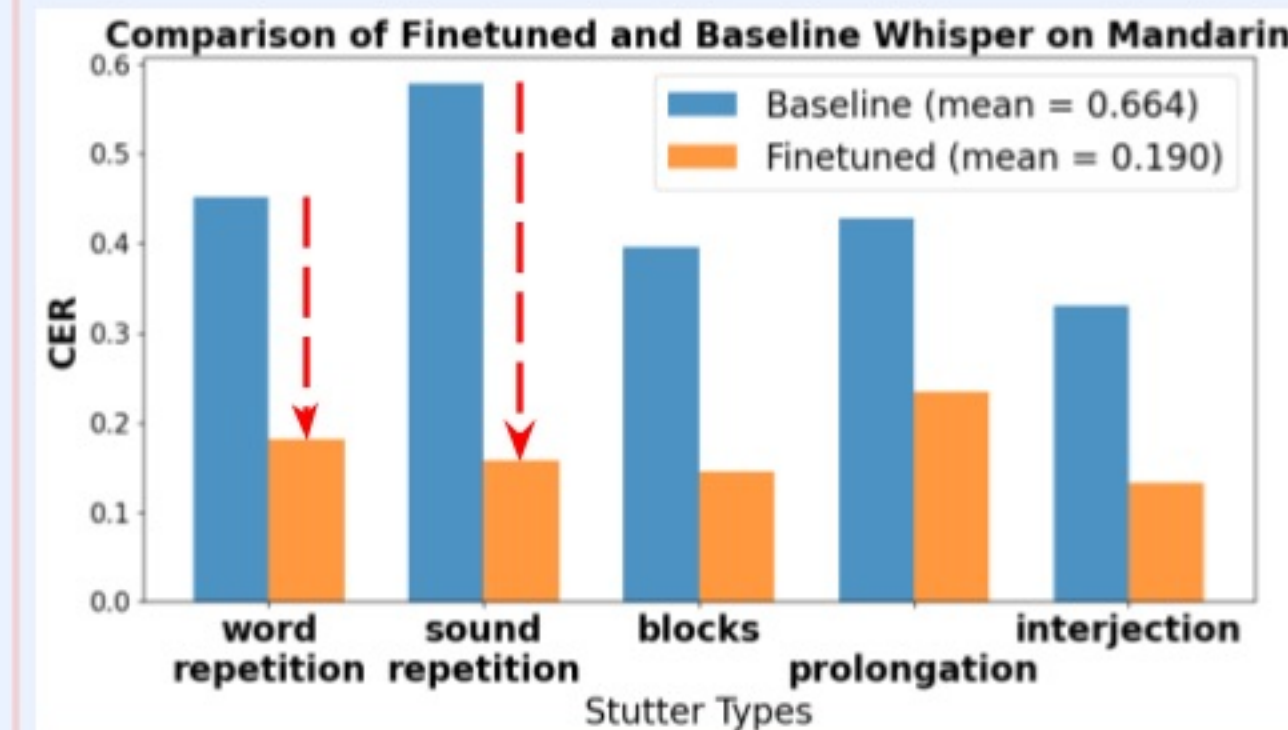 Comparison of Finetuned and Baseline Whisper on Mandarin
0.6
0.5
0.4
0.3
0.2
0.1
0.0
CER
Baseline (mean = 0.664)
Finetuned (mean = 0.190)
word repetition
sound repetition
blocks
prolongation
interjection
Stutter Types